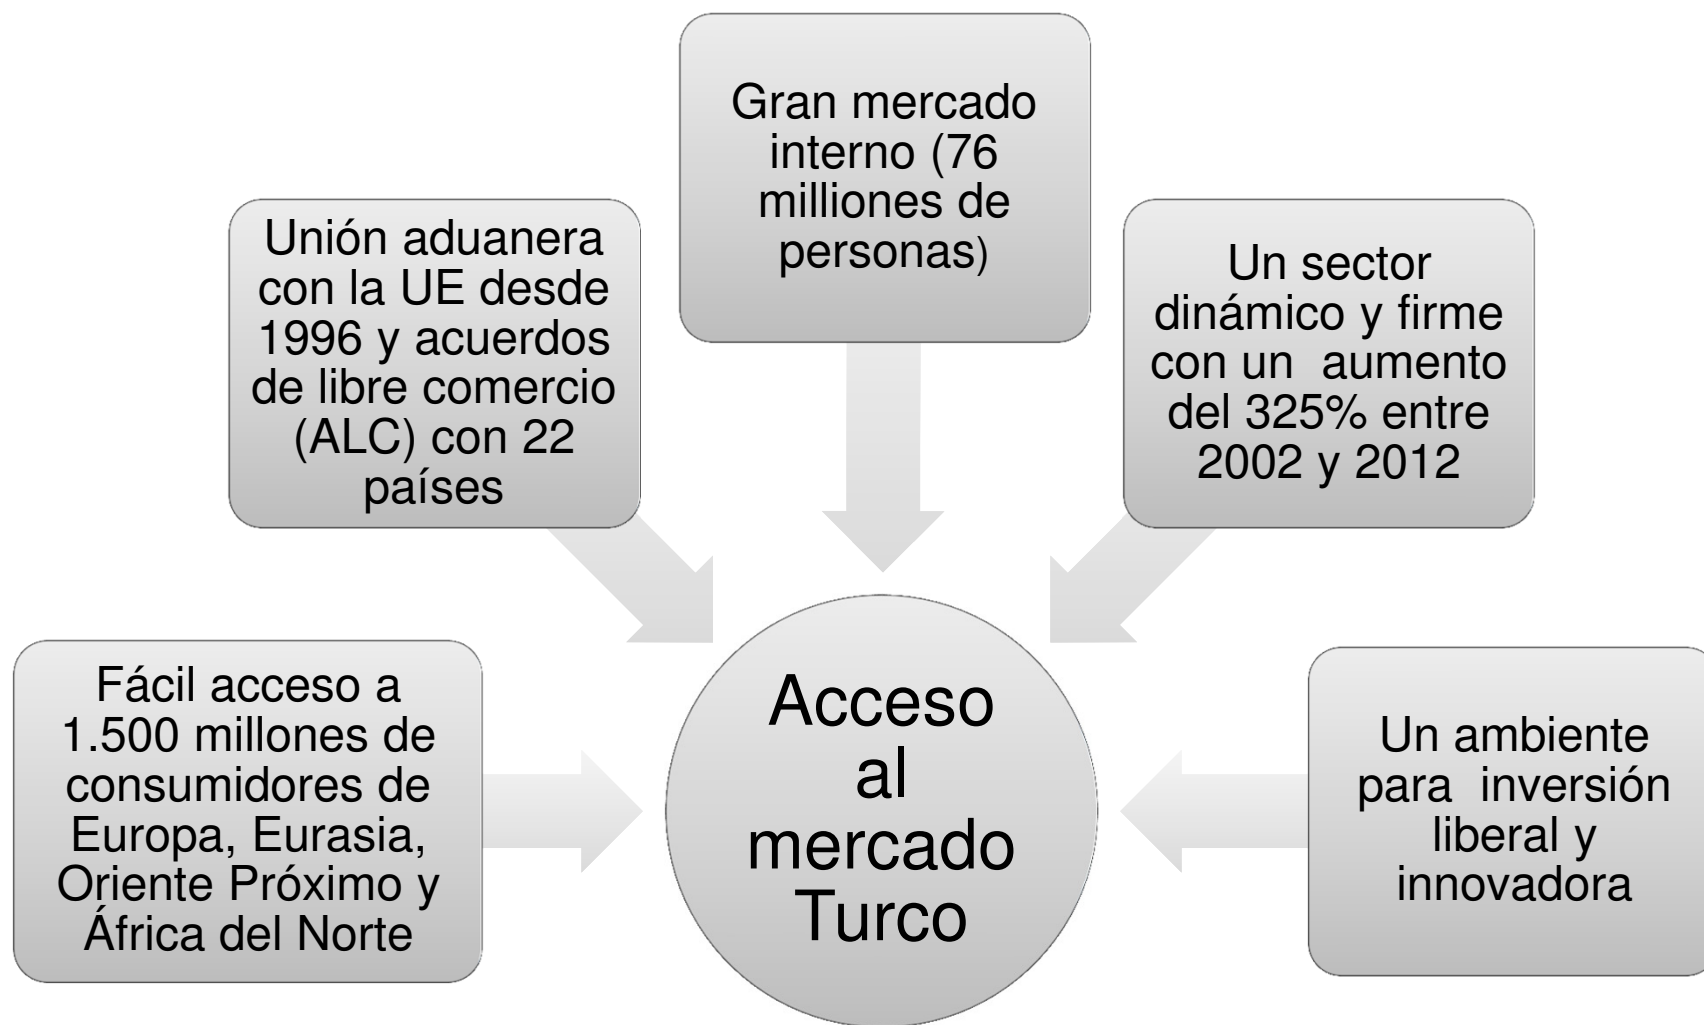 Gran mercado
interno (76
milliones de
personas)
Unión aduanera
con la UE desde
1996 y acuerdos
de libre comercio
(ALC) con 22
países
Un sector
dinámico y firme
con un  aumento
del 325% entre
2002 y 2012
Fácil acceso a
1.500 millones de
consumidores de
Europa, Eurasia,
Oriente Próximo y
África del Norte
Acceso
al
mercado
Turco
Un ambiente
para  inversión
liberal y
innovadora